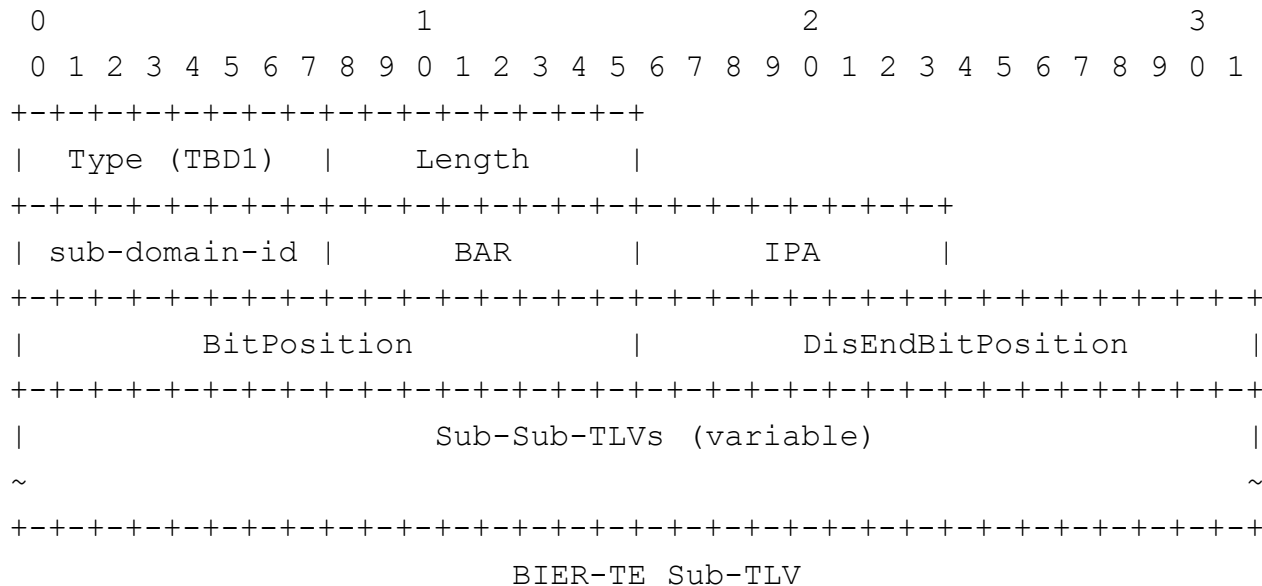 0                   1                   2                   3
 0 1 2 3 4 5 6 7 8 9 0 1 2 3 4 5 6 7 8 9 0 1 2 3 4 5 6 7 8 9 0 1
+-+-+-+-+-+-+-+-+-+-+-+-+-+-+-+-+
|  Type (TBD1)  |    Length     |
+-+-+-+-+-+-+-+-+-+-+-+-+-+-+-+-+-+-+-+-+-+-+-+-+
| sub-domain-id |      BAR      |      IPA      |
+-+-+-+-+-+-+-+-+-+-+-+-+-+-+-+-+-+-+-+-+-+-+-+-+-+-+-+-+-+-+-+-+
|         BitPosition           |        DisEndBitPosition      |
+-+-+-+-+-+-+-+-+-+-+-+-+-+-+-+-+-+-+-+-+-+-+-+-+-+-+-+-+-+-+-+-+
|                     Sub-Sub-TLVs (variable)                   |
~                                                               ~
+-+-+-+-+-+-+-+-+-+-+-+-+-+-+-+-+-+-+-+-+-+-+-+-+-+-+-+-+-+-+-+-+
                         BIER-TE Sub-TLV